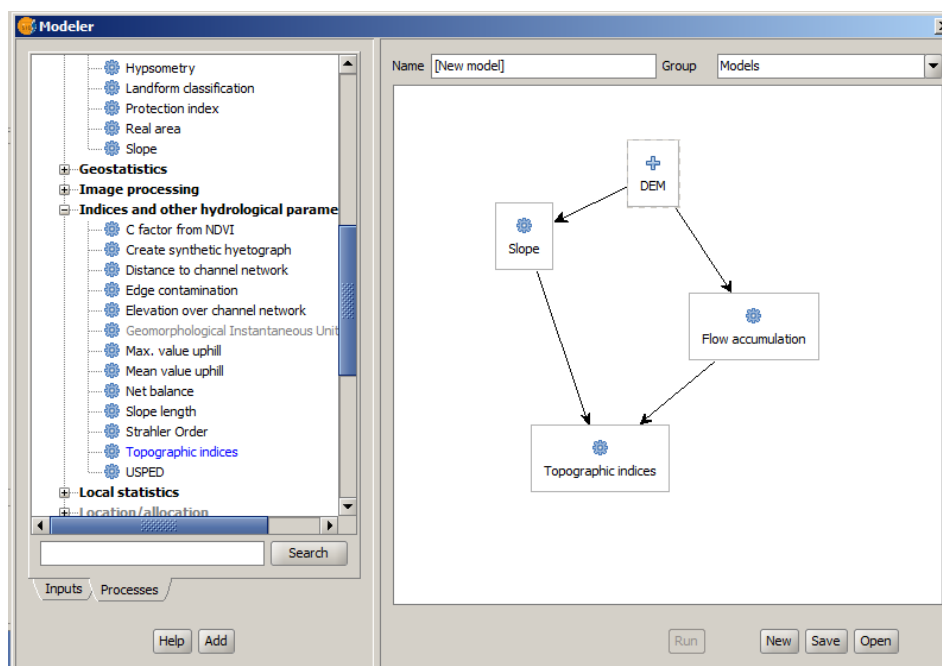 Modeler
Hypsometry
Landform classification
Protection index
Real area
Slope
Geostatistics
Image processing
Indices and other hydrological parame
C factor from NDVI
Create synthetic hyetograph
Distance to channel network
Edge contamination
Elevation over channel network
Geomorphological Instantaneous Unit
Max. value uphill
Mean value uphill
Net balance
Slope length
Strahler Order
Topographic indices
USPED
Local statistics
Location/allocation
Search
Inputs Processes
Help Add
Name [New model] Group Models
DEM
Slope
Flow accumulation
Topographic indices
Run New Save Open